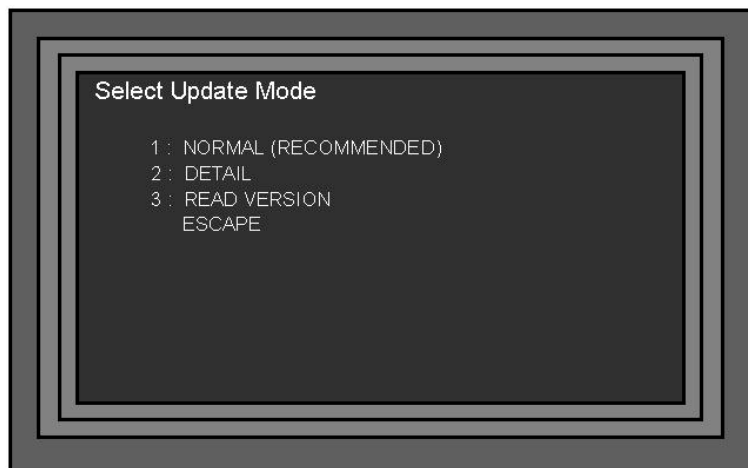 Select Update Mode
1 : NORMAL (RECOMMENDED)
2 : DETAIL
3 : READ VERSION
ESCAPE